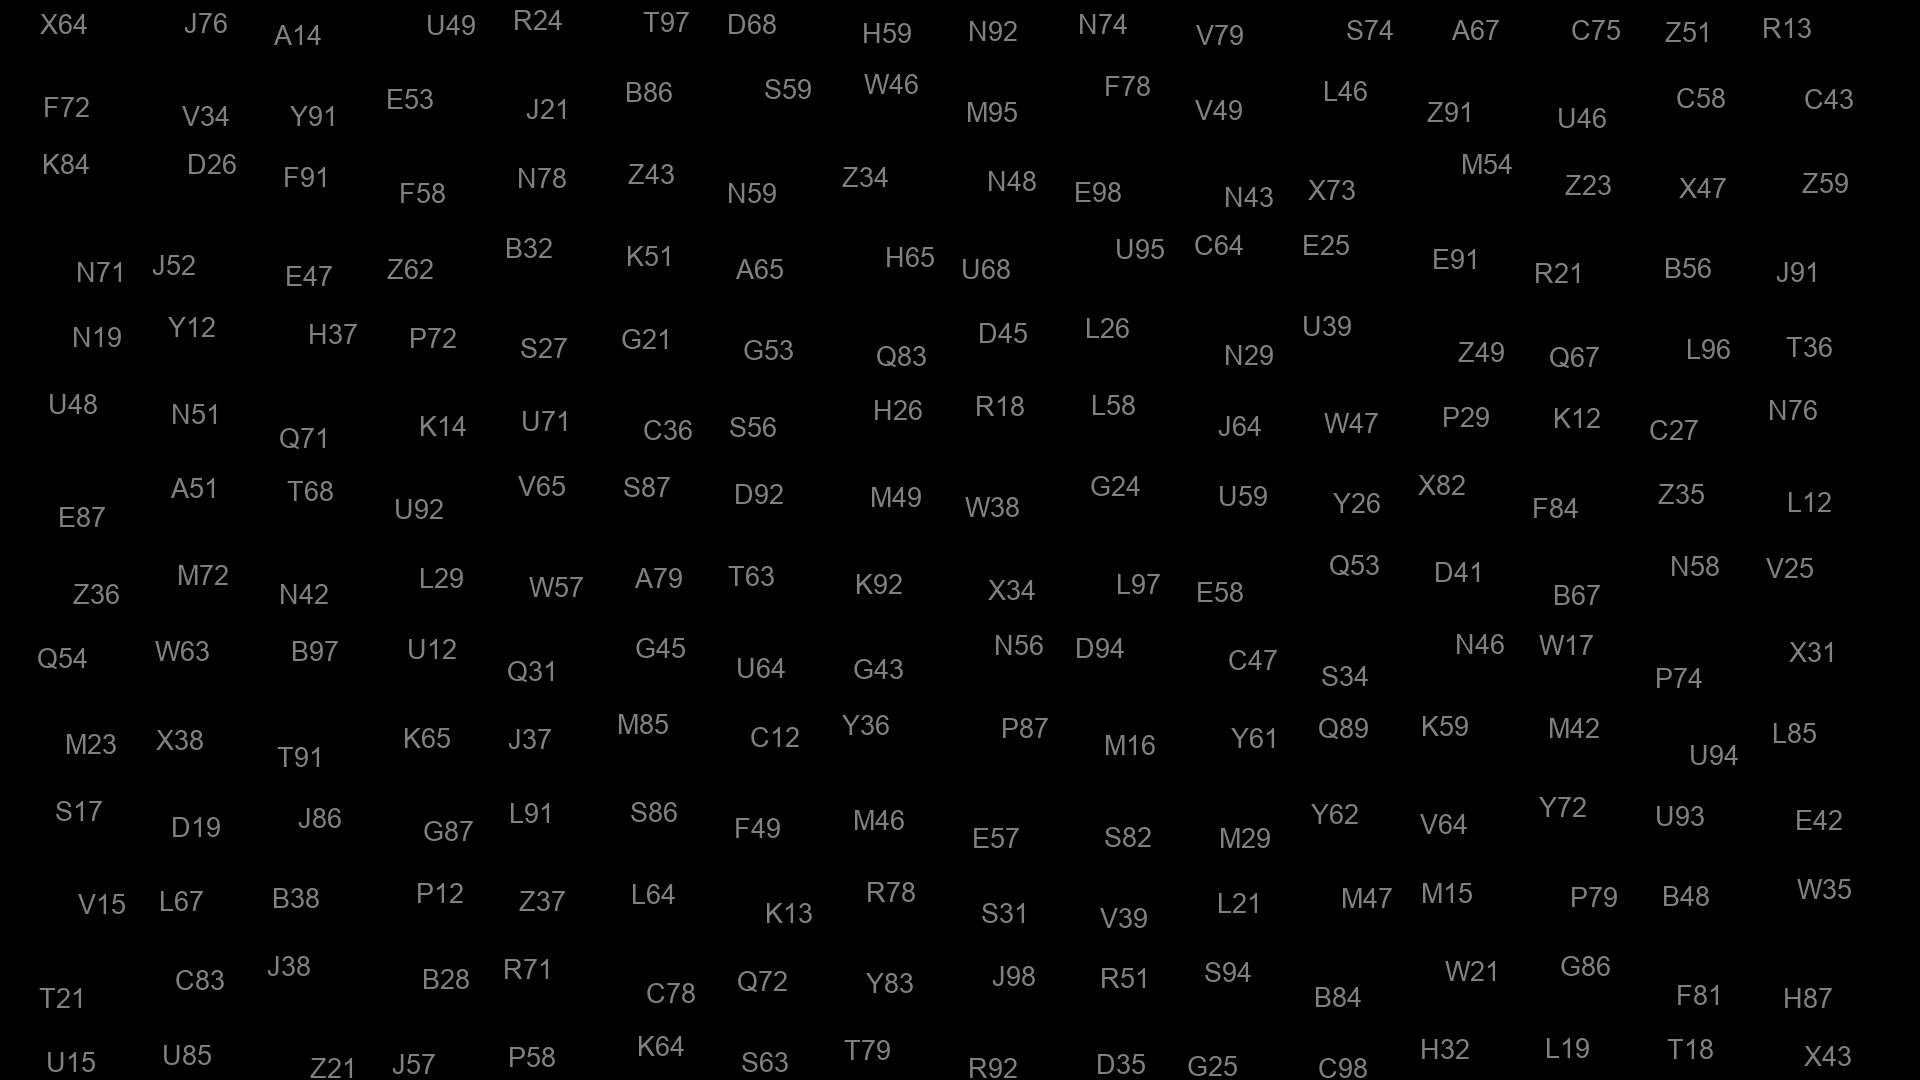 X64 J76 A14 U49 R24 T97 D68 H59 N92 N74 V79 S74 A67 C75 Z51 R13
F72 V34 Y91 E53 J21 B86 S59 W46 M95 F78 V49 L46 Z91 U46 C58 C43
K84 D26 F91 F58 N78 Z43 N59 Z34 N48 E98 N43 X73 M54 Z23 X47 Z59
N71 J52 E47 Z62 B32 K51 A65 H65 U68 U95 C64 E25 E91 R21 B56 J91
N19 Y12 H37 P72 S27 G21 G53 Q83 D45 L26 N29 U39 Z49 Q67 L96 T36
U48 N51 Q71 K14 U71 C36 S56 H26 R18 L58 J64 W47 P29 K12 C27 N76
E87 A51 T68 U92 V65 S87 D92 M49 W38 G24 U59 Y26 X82 F84 Z35 L12
Z36 M72 N42 L29 W57 A79 T63 K92 X34 L97 E58 Q53 D41 B67 N58 V25
Q54 W63 B97 U12 Q31 G45 U64 G43 N56 D94 C47 S34 N46 W17 P74 X31
M23 X38 T91 K65 J37 M85 C12 Y36 P87 M16 Y61 Q89 K59 M42 U94 L85
S17 D19 J86 G87 L91 S86 F49 M46 E57 S82 M29 Y62 V64 Y72 U93 E42
V15 L67 B38 P12 Z37 L64 K13 R78 S31 V39 L21 M47 M15 P79 B48 W35
T21 C83 J38 B28 R71 C78 Q72 Y83 J98 R51 S94 B84 W21 G86 F81 H87
U15 U85 Z21 J57 P58 K64 S63 T79 R92 D35 G25 C98 H32 L19 T18 X43